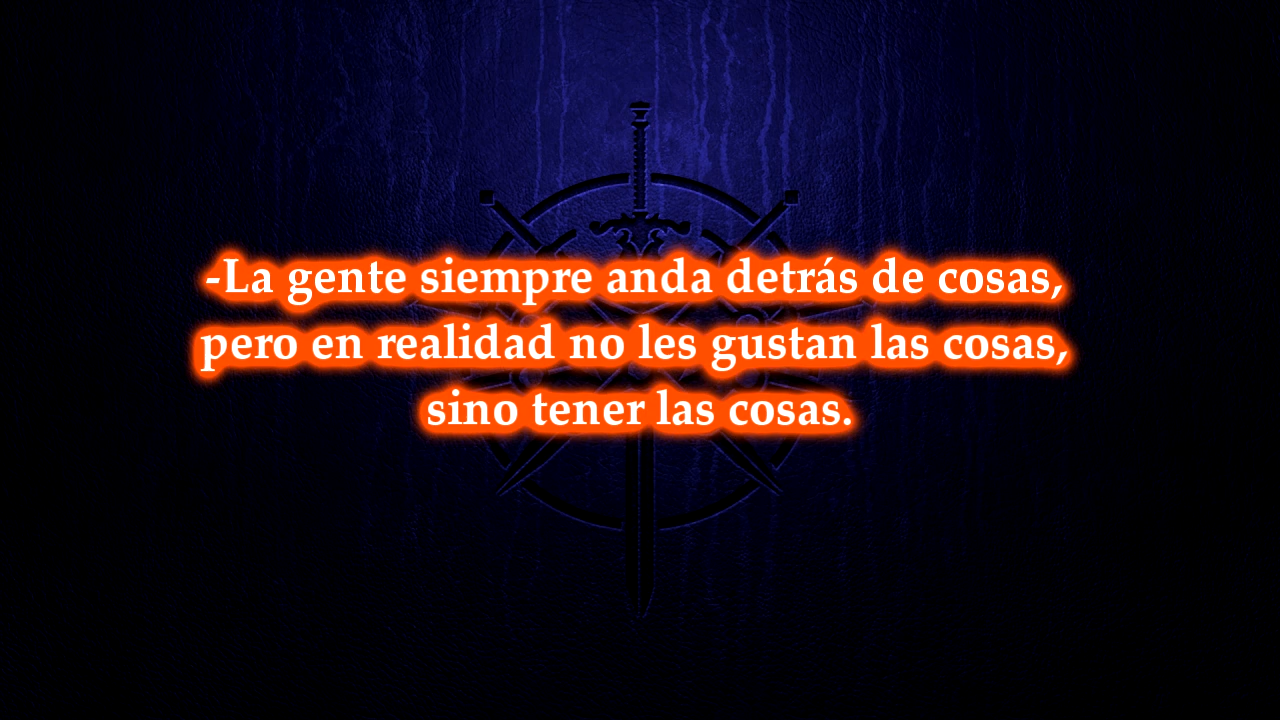 -La gente siempre anda detrás de cosas,
pero en realidad no les gustan las cosas,
sino tener las cosas.